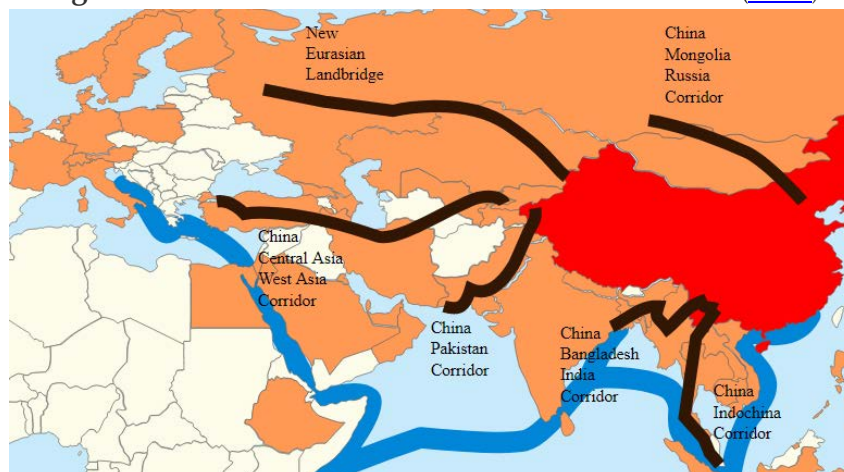 New
Eurasian
Landbridge
China
Mongolia
Russia
Corridor
China
Central Asia
West Asia
Corridor
China
Pakistan
Corridor
China
Bangladesh
India
Corridor
China
Indochina
Corridor